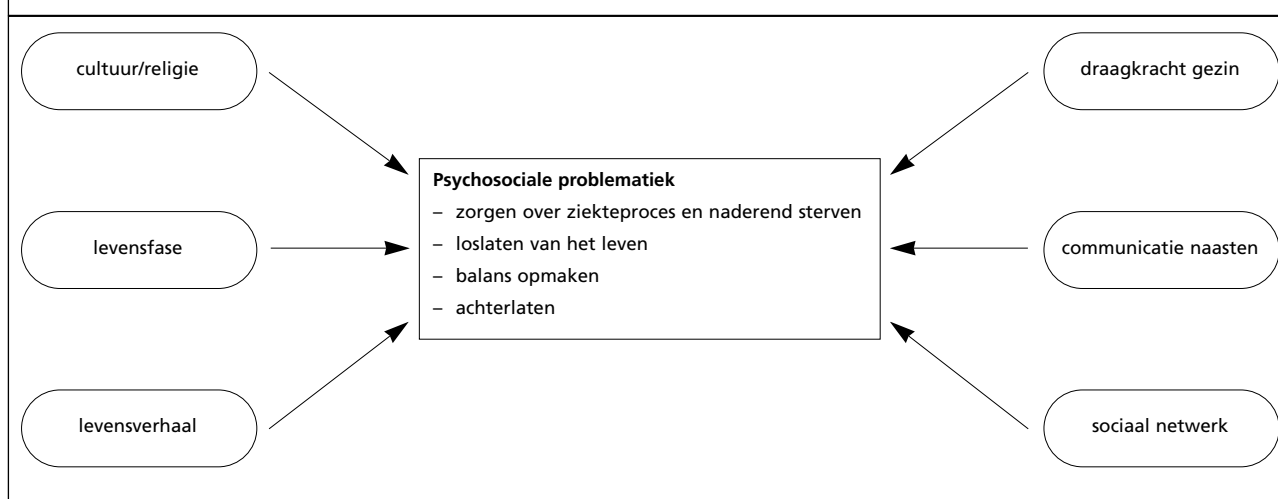 cultuur/religie
draagkracht gezin
Psychosociale problematiek
– zorgen over ziekteproces en naderend sterven
– loslaten van het leven
– balans opmaken
– achterlaten
levensfase
communicatie naasten
levensverhaal
sociaal netwerk